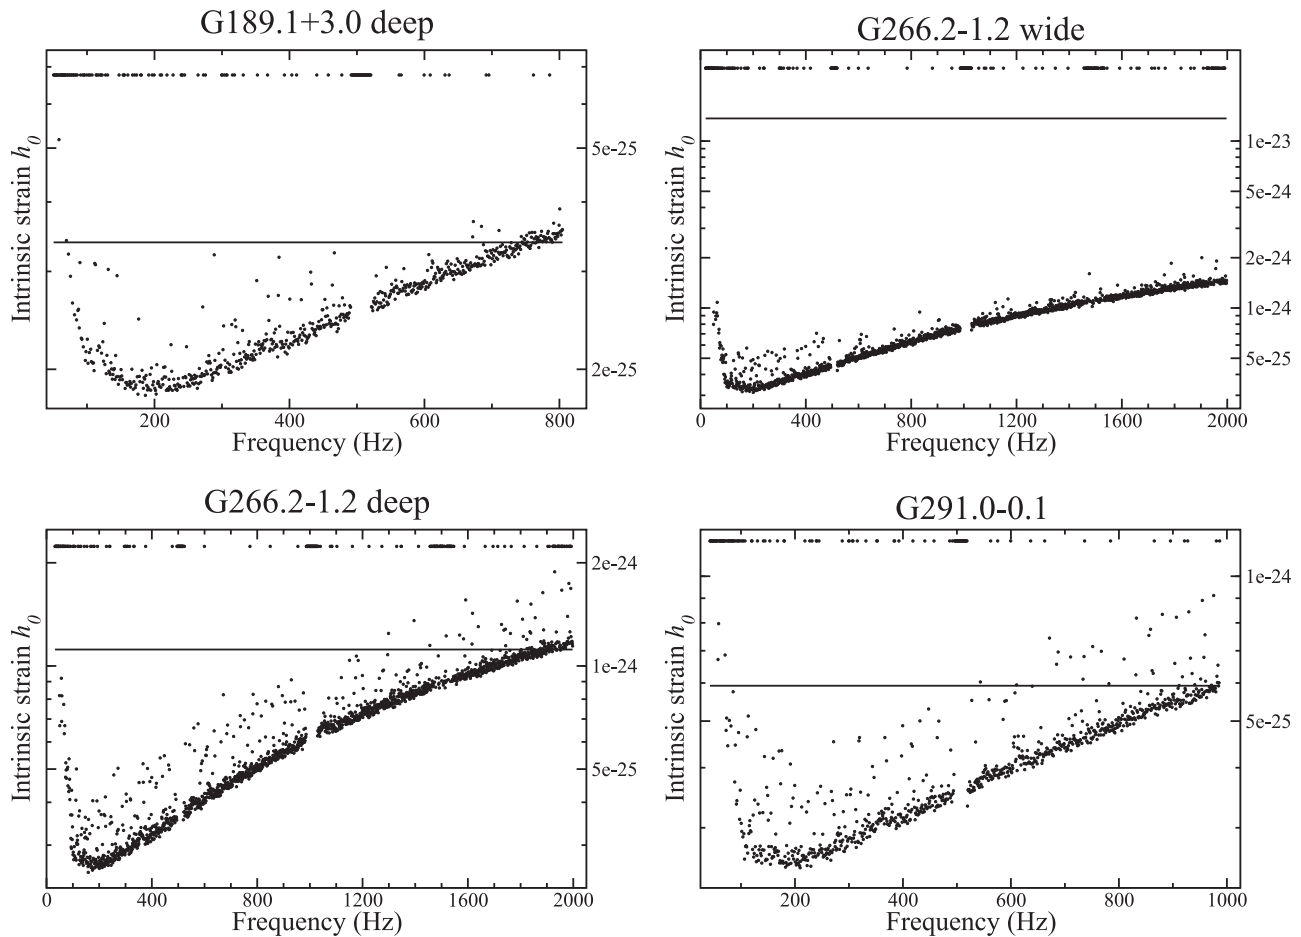 G189.1+3.0 deep
Intrinsic strain h0
5e-25
2e-25
200 400 600 800
Frequency (Hz)
G266.2-1.2 wide
Intrinsic strain h0
1e-23
5e-24
2e-24
1e-24
5e-25
0 400 800 1200 1600 2000
Frequency (Hz)
G266.2-1.2 deep
Intrinsic strain h0
2e-24
1e-24
5e-25
0 400 800 1200 1600 2000
Frequency (Hz)
G291.0-0.1
Intrinsic strain h0
1e-24
5e-25
200 400 600 800 1000
Frequency (Hz)